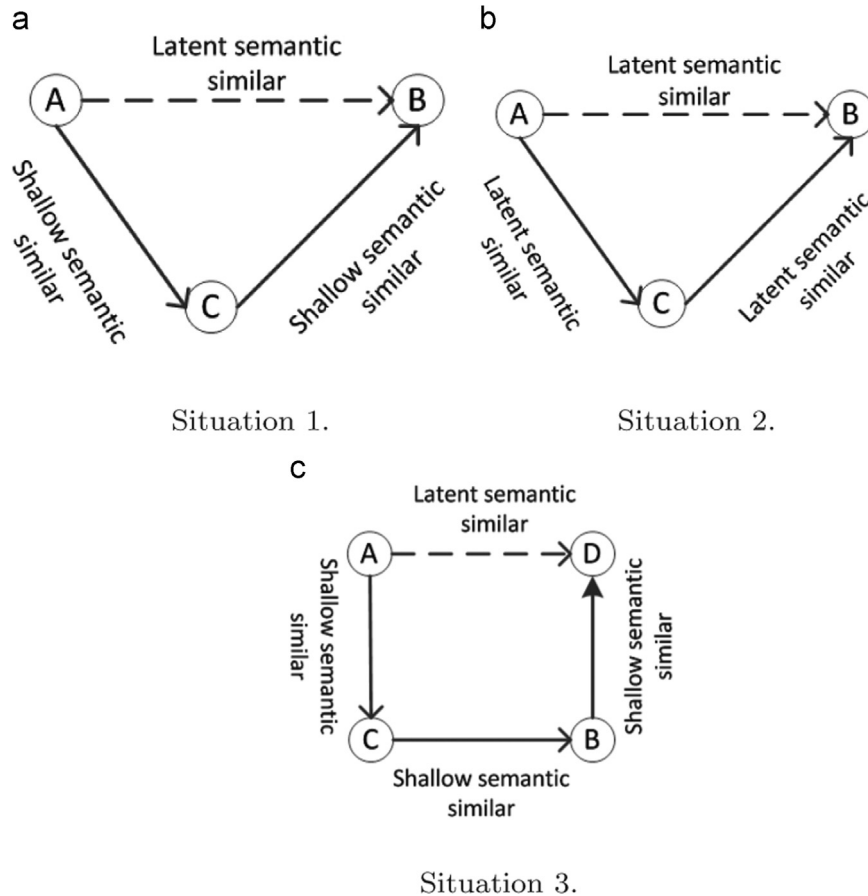 a
Latent semantic
similar
A
B
Shallow semantic
similar
Shallow semantic
similar
C
Situation 1.
b
Latent semantic
similar
A
B
Latent semantic
similar
Latent semantic
similar
C
Situation 2.
c
Latent semantic
similar
A
D
Shallow semantic
similar
Shallow semantic
similar
C
B
Shallow semantic
similar
Situation 3.